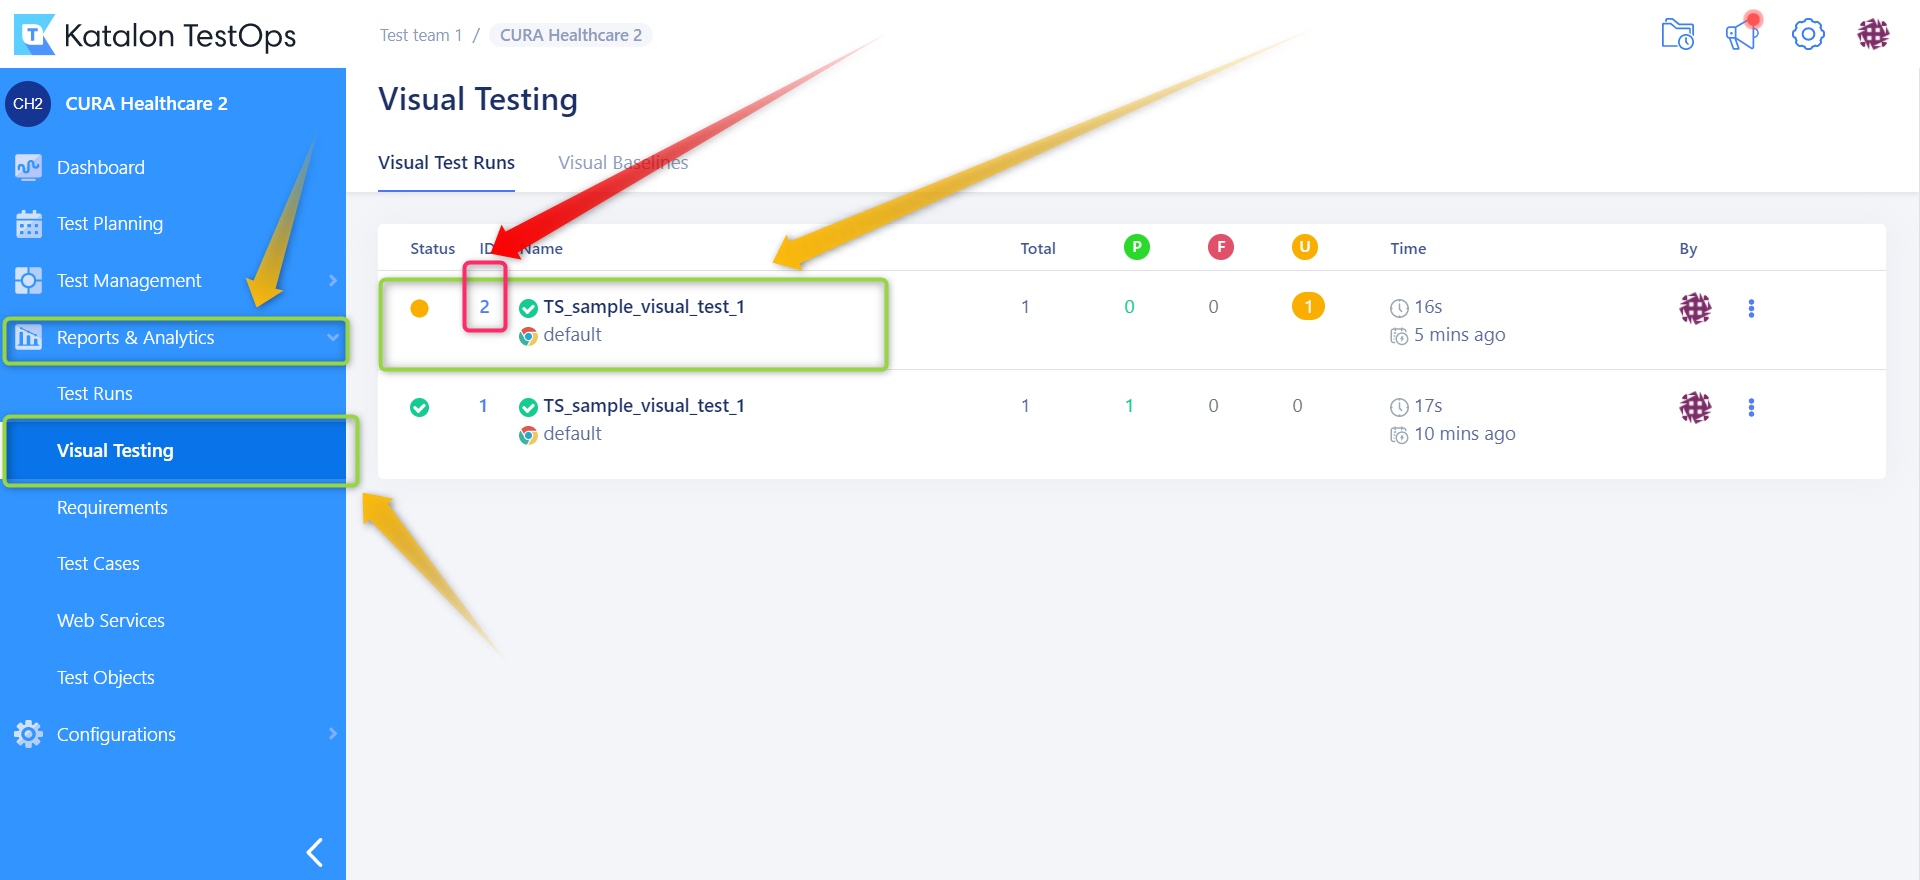 Katalon TestOps
Test team 1 / CURA Healthcare 2
CH2 CURA Healthcare 2
Dashboard
Test Planning
Test Management
Reports & Analytics
Test Runs
Visual Testing
Requirements
Test Cases
Web Services
Test Objects
Configurations
Visual Testing
Visual Test Runs Visual Baselines
Status ID Name Total P F U Time By
2 TS_sample_visual_test_1 1 0 0 1 16s
default 5 mins ago
1 TS_sample_visual_test_1 1 1 0 0 17s
default 10 mins ago